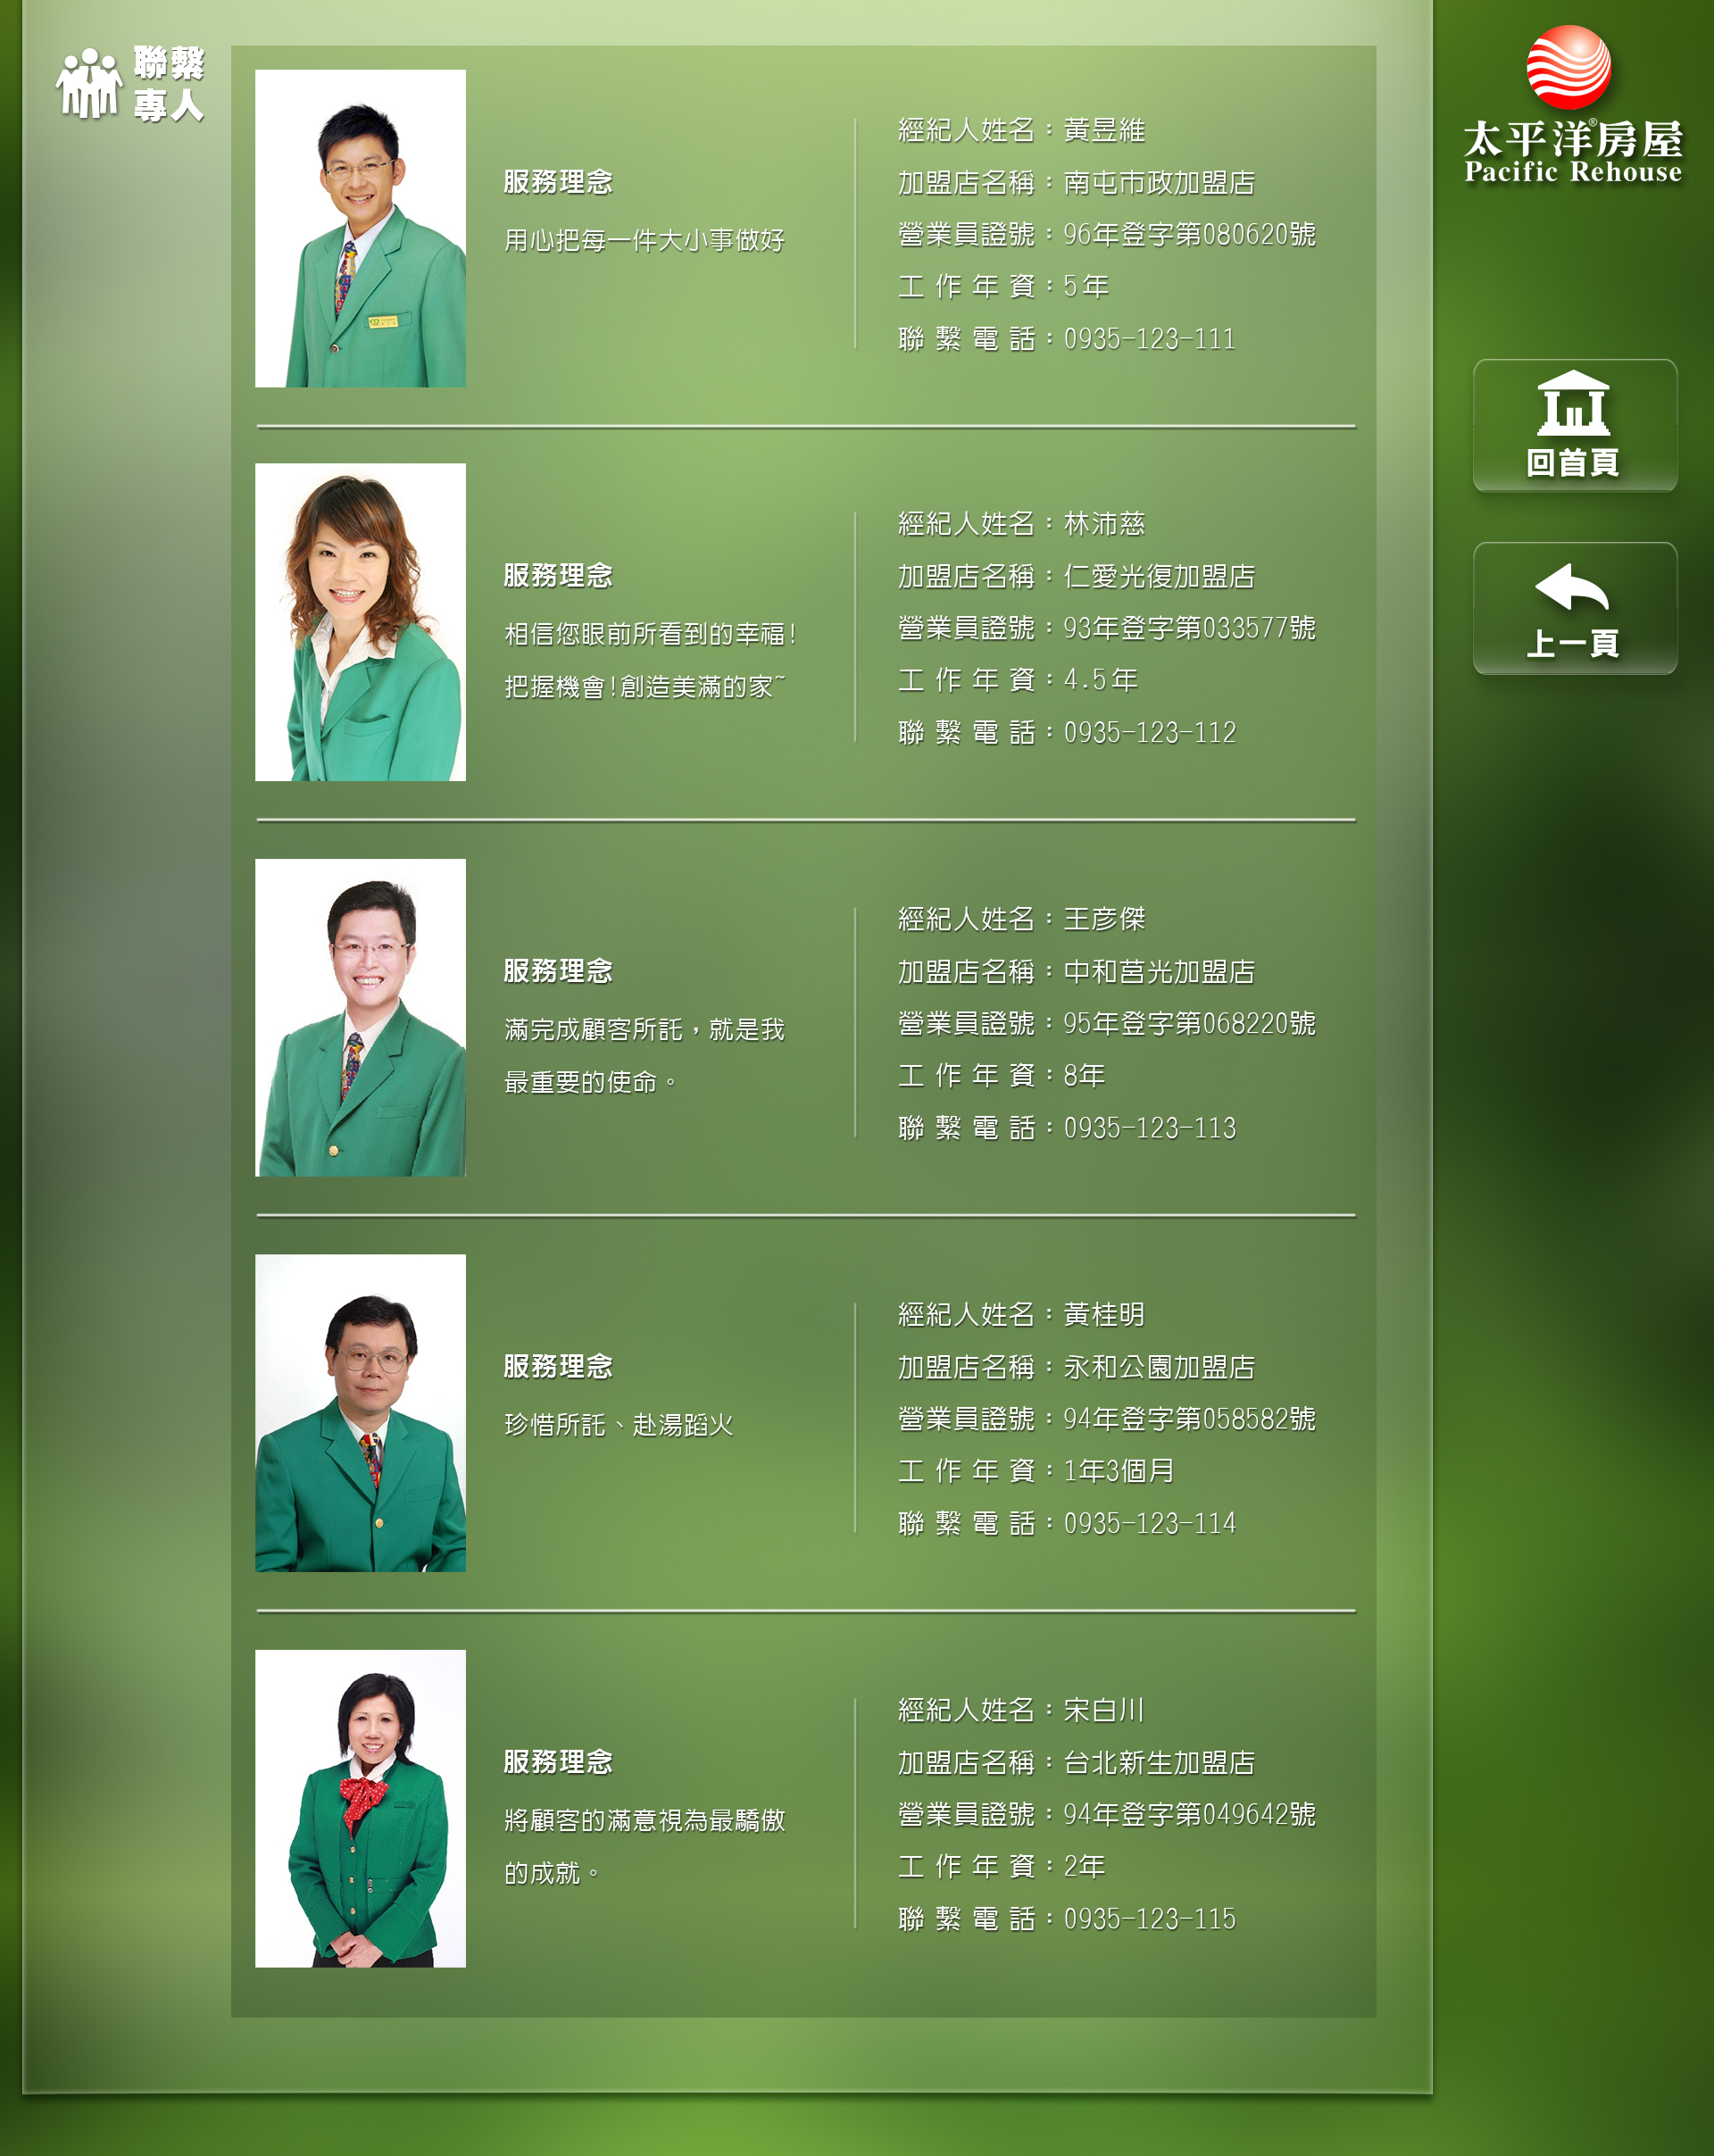 聯繫
專人
太平洋房屋®
Pacific Rehouse
回首頁
上一頁
服務理念
用心把每一件大小事做好
經紀人姓名：黃昱維
加盟店名稱：南屯市政加盟店
營業員證號：96年登字第080620號
工作年資：5年
聯繫電話：0935-123-111
服務理念
相信您眼前所看到的幸福!
把握機會!創造美滿的家~
經紀人姓名：林沛慈
加盟店名稱：仁愛光復加盟店
營業員證號：93年登字第033577號
工作年資：4.5年
聯繫電話：0935-123-112
服務理念
滿完成顧客所託，就是我
最重要的使命。
經紀人姓名：王彥傑
加盟店名稱：中和莒光加盟店
營業員證號：95年登字第068220號
工作年資：8年
聯繫電話：0935-123-113
服務理念
珍惜所託、赴湯蹈火
經紀人姓名：黃桂明
加盟店名稱：永和公園加盟店
營業員證號：94年登字第058582號
工作年資：1年3個月
聯繫電話：0935-123-114
服務理念
將顧客的滿意視為最驕傲
的成就。
經紀人姓名：宋白川
加盟店名稱：台北新生加盟店
營業員證號：94年登字第049642號
工作年資：2年
聯繫電話：0935-123-115